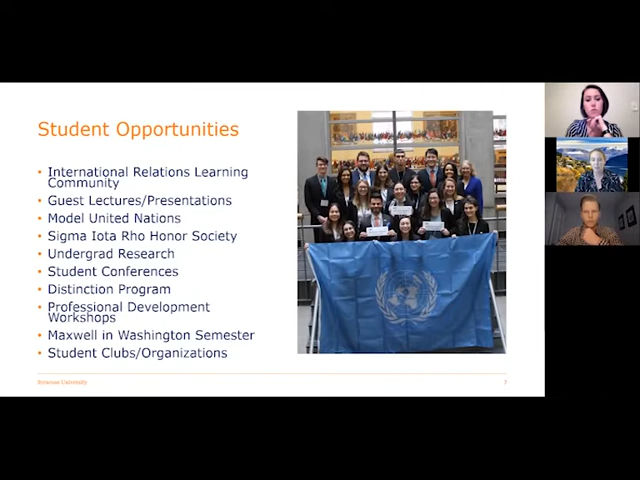 Student Opportunities
• International Relations Learning
Community
• Guest Lectures/Presentations
• Model United Nations
• Sigma Iota Rho Honor Society
• Undergrad Research
• Student Conferences
• Distinction Program
• Professional Development
Workshops
• Maxwell in Washington Semester
• Student Clubs/Organizations
Syracuse University
7